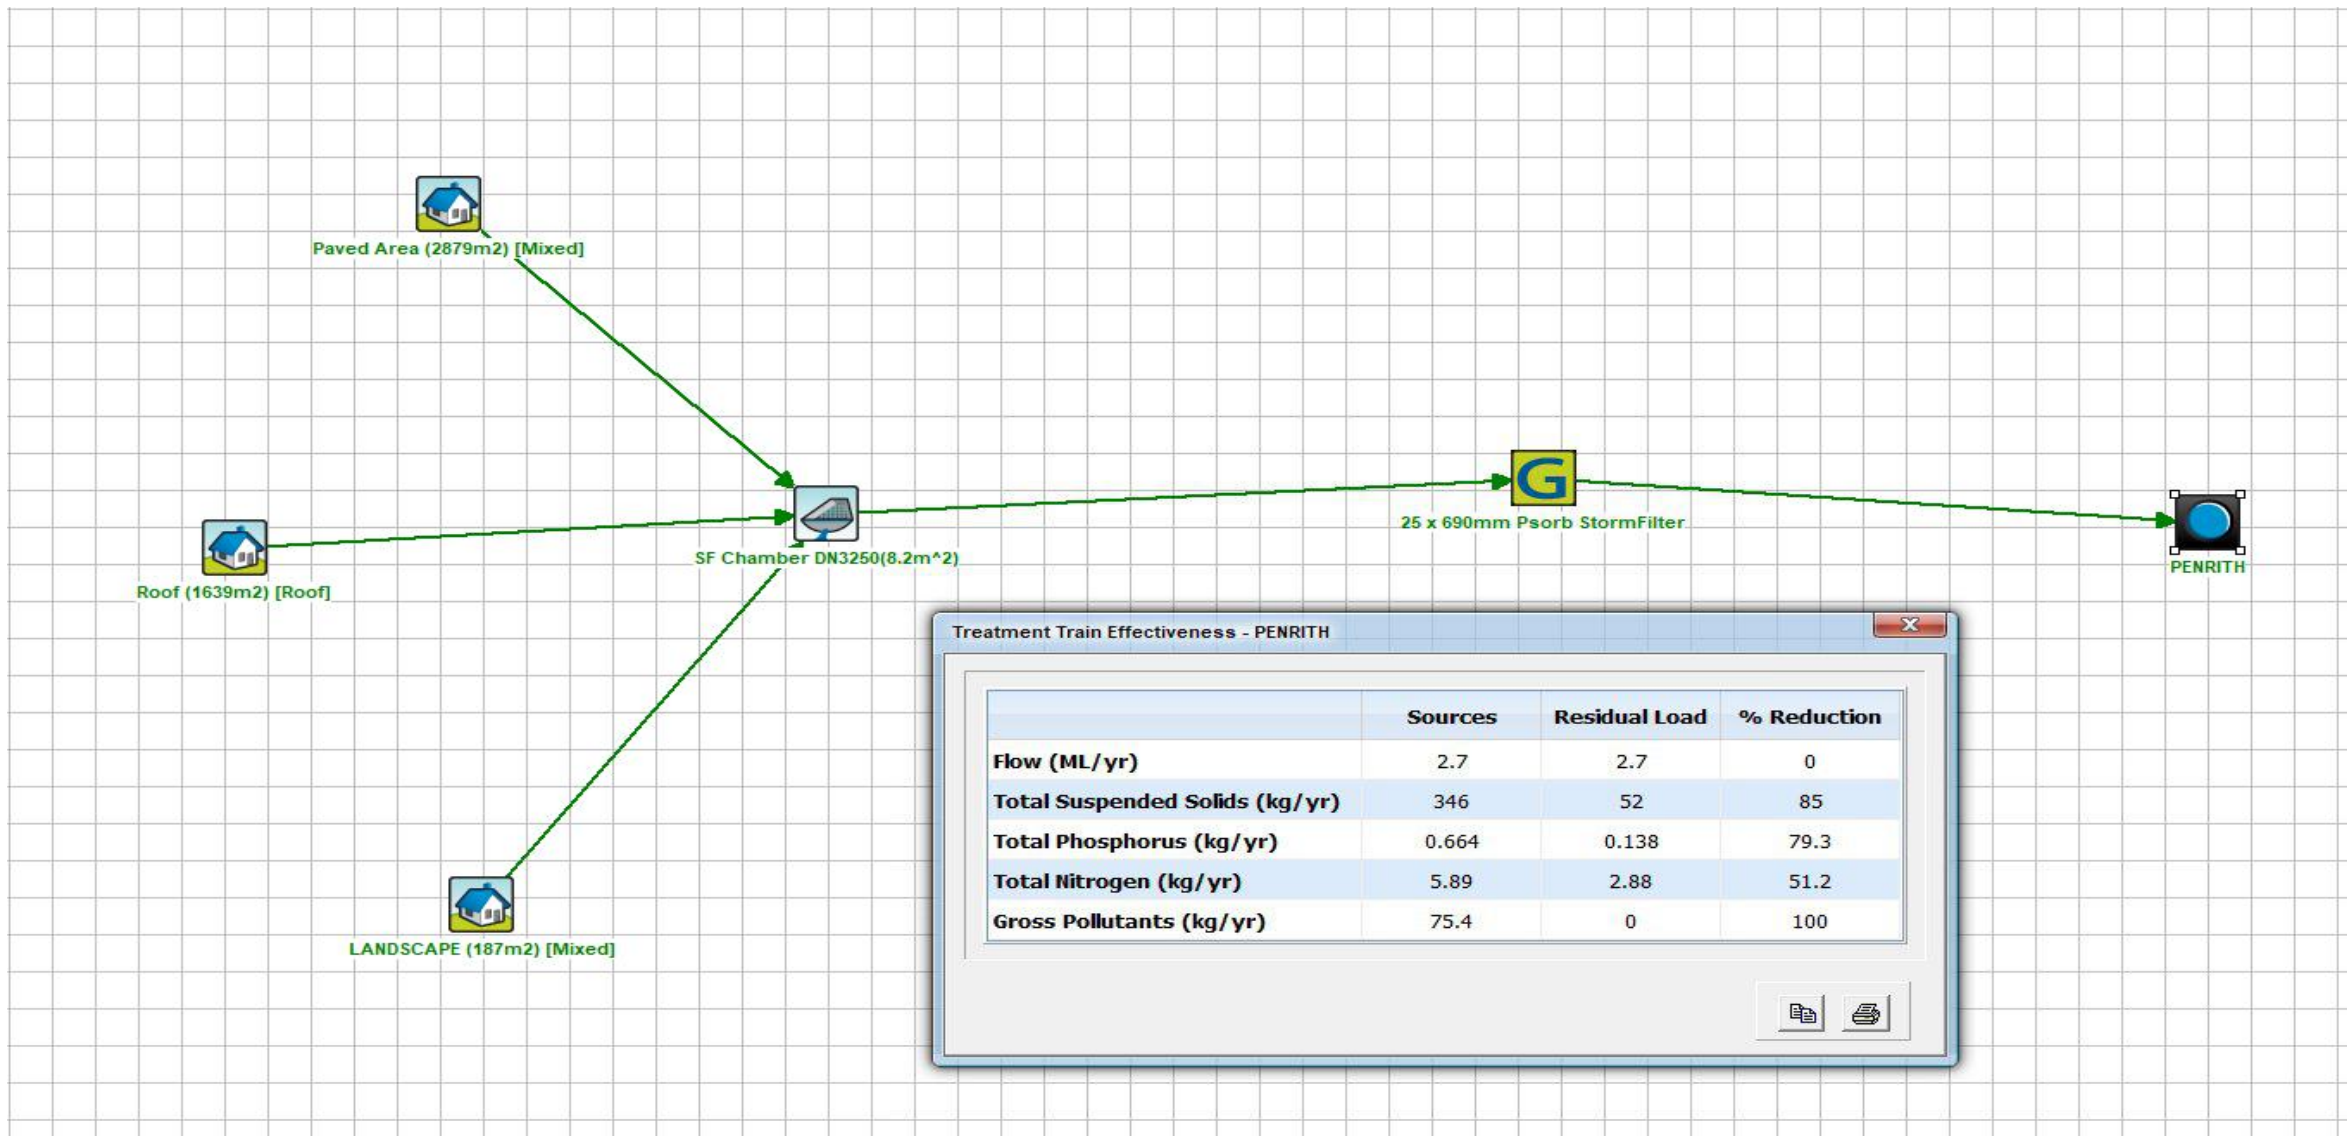 Paved Area (2879m2) [Mixed]
G
25 x 690mm Psorb StormFilter
SF Chamber DN3250(8.2m^2)
PENRITH
Roof (1639m2) [Roof]
LANDSCAPE (187m2) [Mixed]
Treatment Train Effectiveness - PENRITH
Sources Residual Load % Reduction
Flow (ML/yr) 2.7 2.7 0
Total Suspended Solids (kg/yr) 346 52 85
Total Phosphorus (kg/yr) 0.664 0.138 79.3
Total Nitrogen (kg/yr) 5.89 2.88 51.2
Gross Pollutants (kg/yr) 75.4 0 100